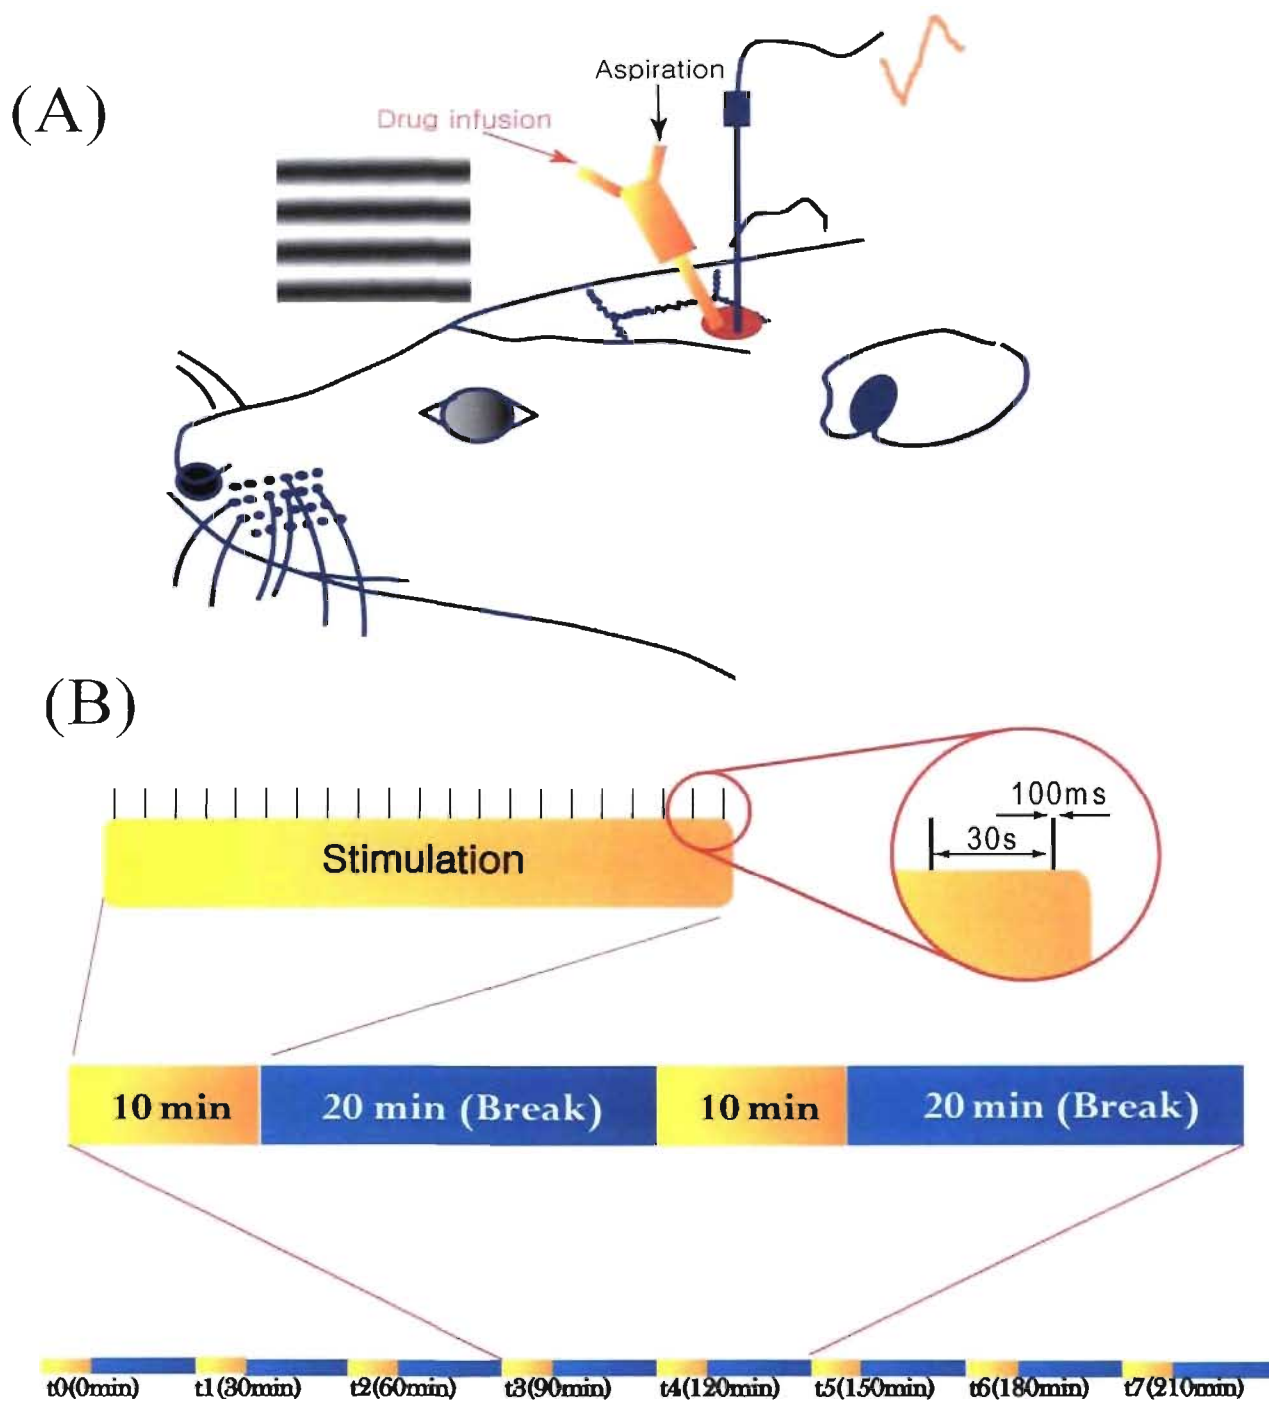 (A)
Aspiration
Drug infusion
(B)
100ms
30s
Stimulation
10 min
20 min (Break)
10 min
20 min (Break)
t0(0min)
t1(30min)
t2(60min)
t3(90min)
t4(120min)
t5(150min)
t6(180min)
t7(210min)